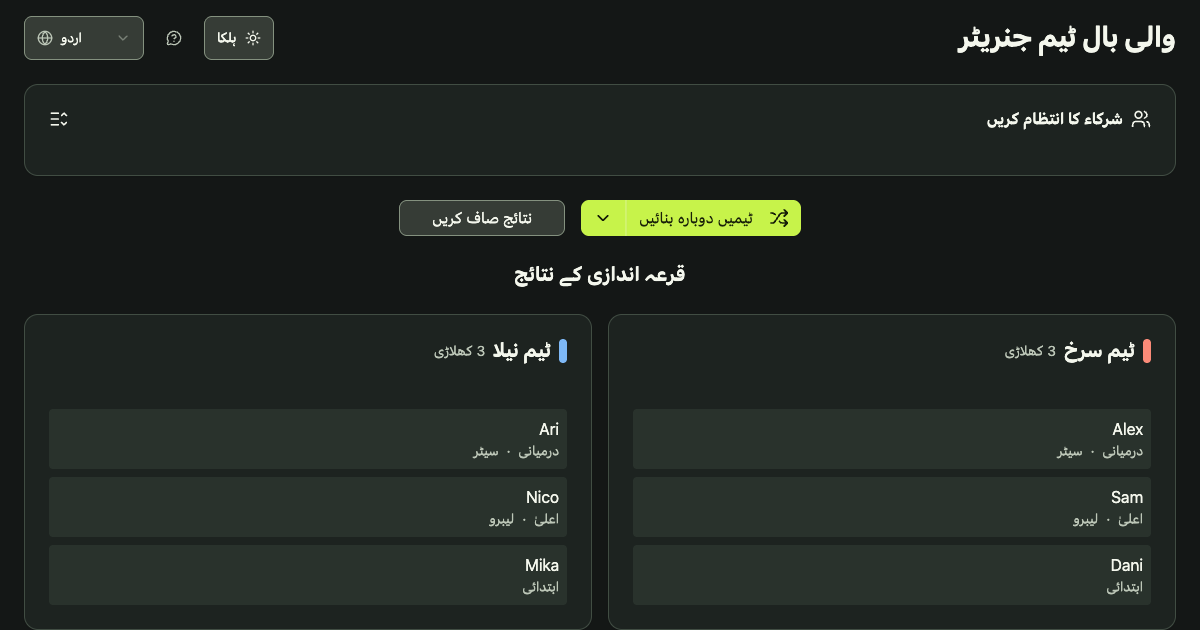 والی بال ٹیم جنریٹر
ہلکا
اردو
شرکاء کا انتظام کریں
ٹیمیں دوبارہ بنائیں
نتائج صاف کریں
قرعہ اندازی کے نتائج
ٹیم سرخ 3 کھلاڑی
Alex
درمیانی · سیٹر
Sam
اعلیٰ · لیبرو
Dani
ابتدائی
ٹیم نیلا 3 کھلاڑی
Ari
درمیانی · سیٹر
Nico
اعلیٰ · لیبرو
Mika
ابتدائی